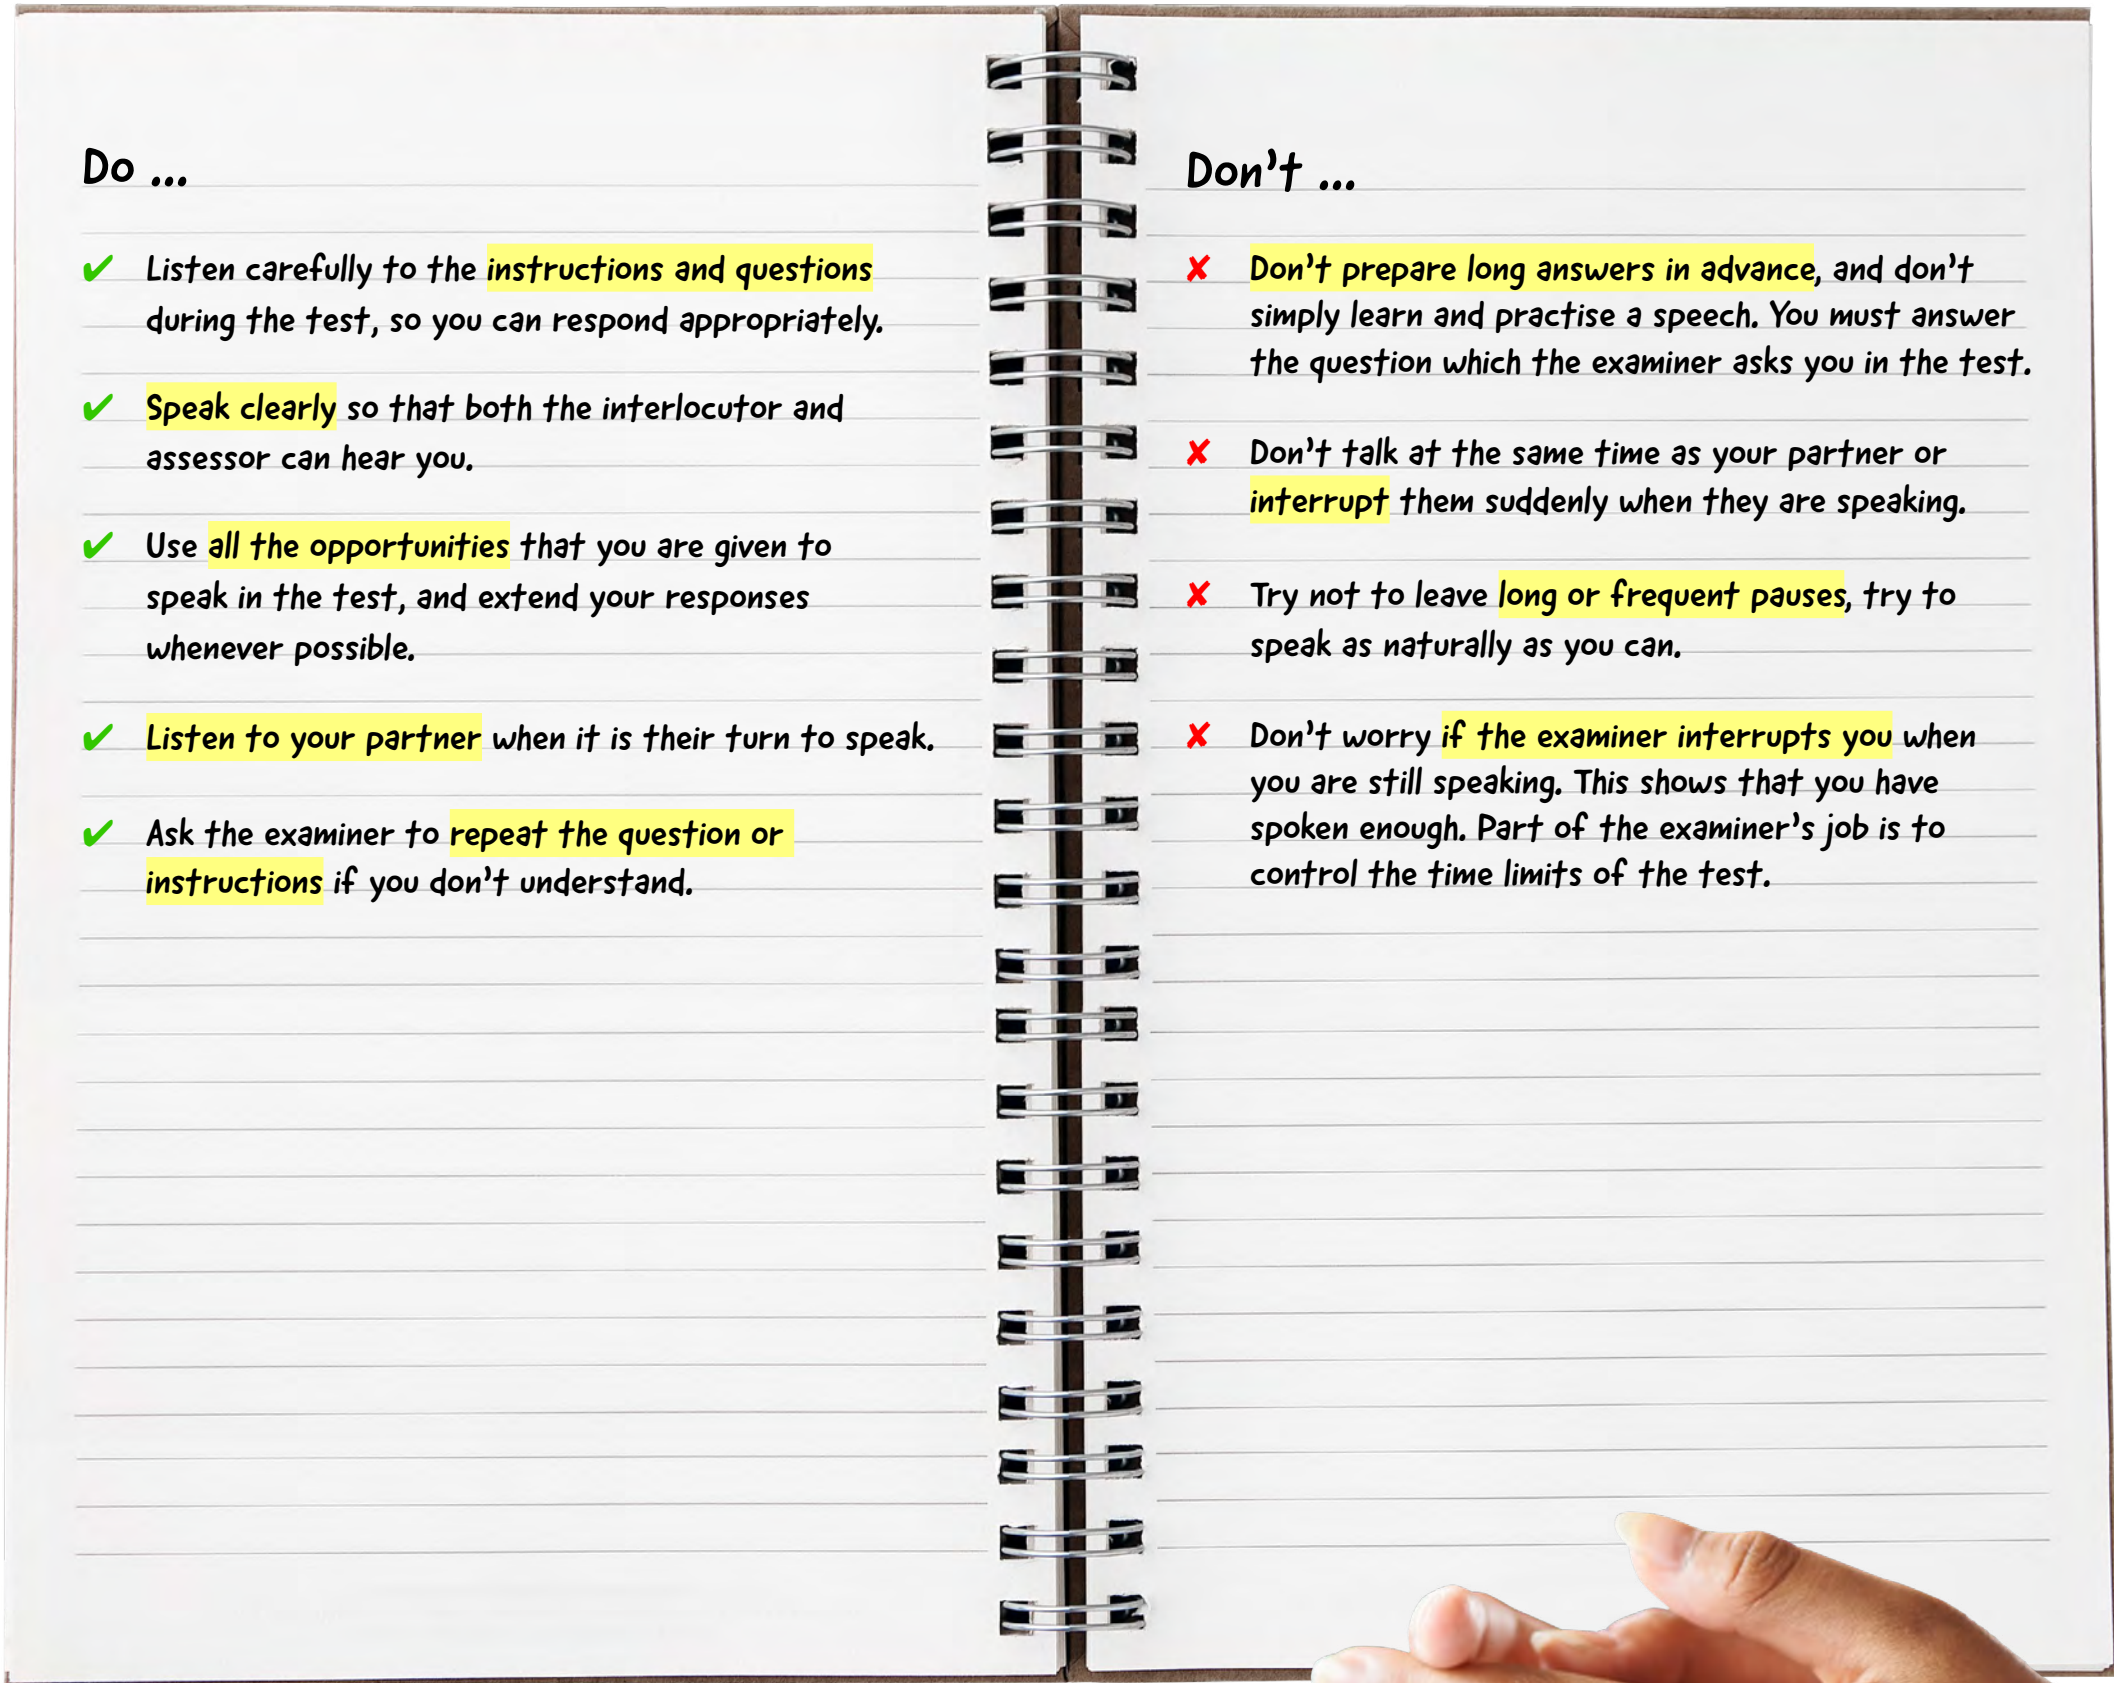 Do ...
✔ Listen carefully to the instructions and questions
during the test, so you can respond appropriately.
✔ Speak clearly so that both the interlocutor and
assessor can hear you.
✔ Use all the opportunities that you are given to
speak in the test, and extend your responses
whenever possible.
✔ Listen to your partner when it is their turn to speak.
✔ Ask the examiner to repeat the question or
instructions if you don't understand.
Don't ...
✘ Don't prepare long answers in advance, and don't
simply learn and practise a speech. You must answer
the question which the examiner asks you in the test.
✘ Don't talk at the same time as your partner or
interrupt them suddenly when they are speaking.
✘ Try not to leave long or frequent pauses, try to
speak as naturally as you can.
✘ Don't worry if the examiner interrupts you when
you are still speaking. This shows that you have
spoken enough. Part of the examiner's job is to
control the time limits of the test.